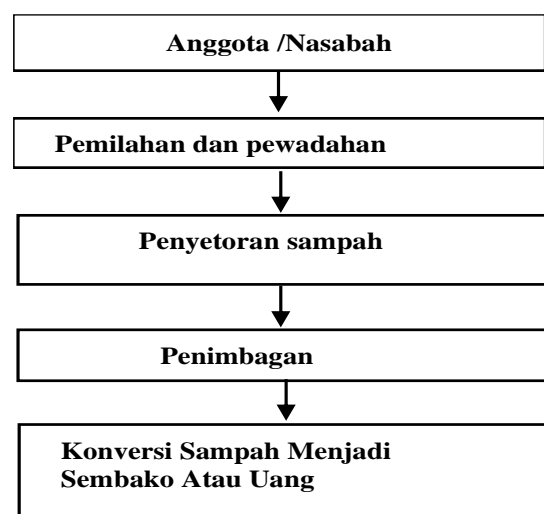 Anggota /Nasabah
Pemilahan dan pewadahan
Penyetoran sampah
Penimbagan
Konversi Sampah Menjadi
Sembako Atau Uang